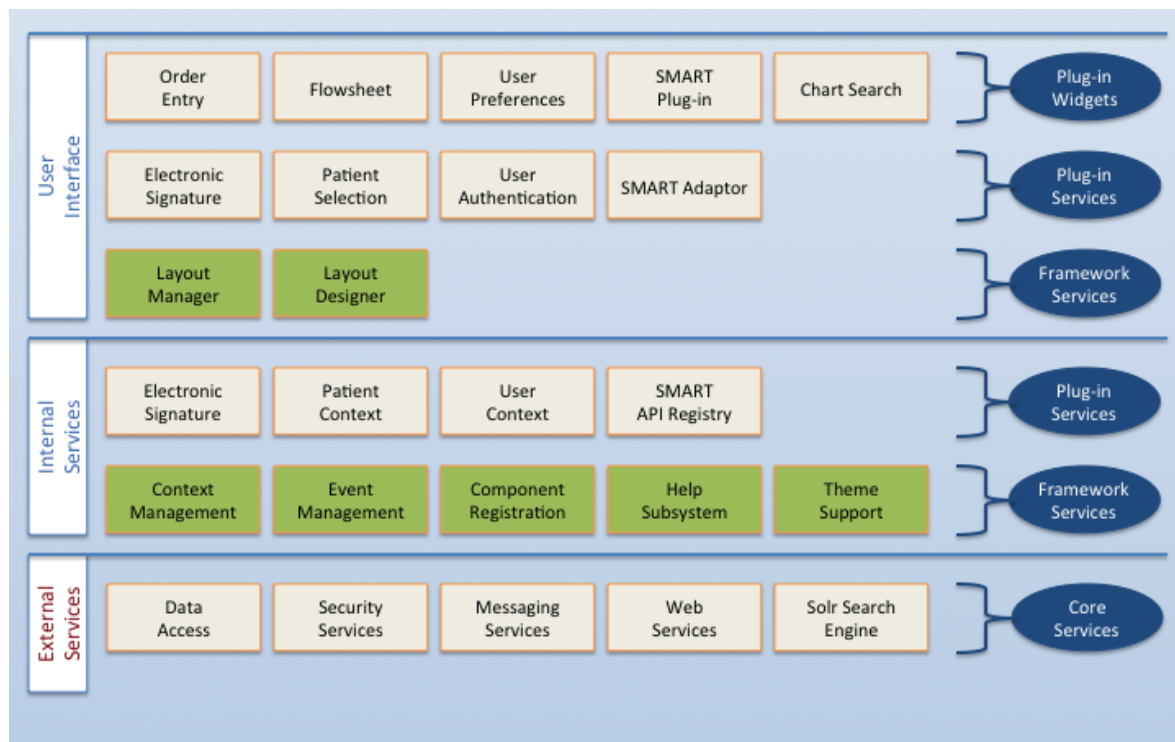 User
Interface
Order
Entry
Flowsheet
User
Preferences
SMART
Plug-in
Chart Search
Plug-in
Widgets
Electronic
Signature
Patient
Selection
User
Authentication
SMART Adaptor
Plug-in
Services
Layout
Manager
Layout
Designer
Framework
Services
Internal
Services
Electronic
Signature
Patient
Context
User
Context
SMART
API Registry
Plug-in
Services
Context
Management
Event
Management
Component
Registration
Help
Subsystem
Theme
Support
Framework
Services
External
Services
Data
Access
Security
Services
Messaging
Services
Web
Services
Solr Search
Engine
Core
Services